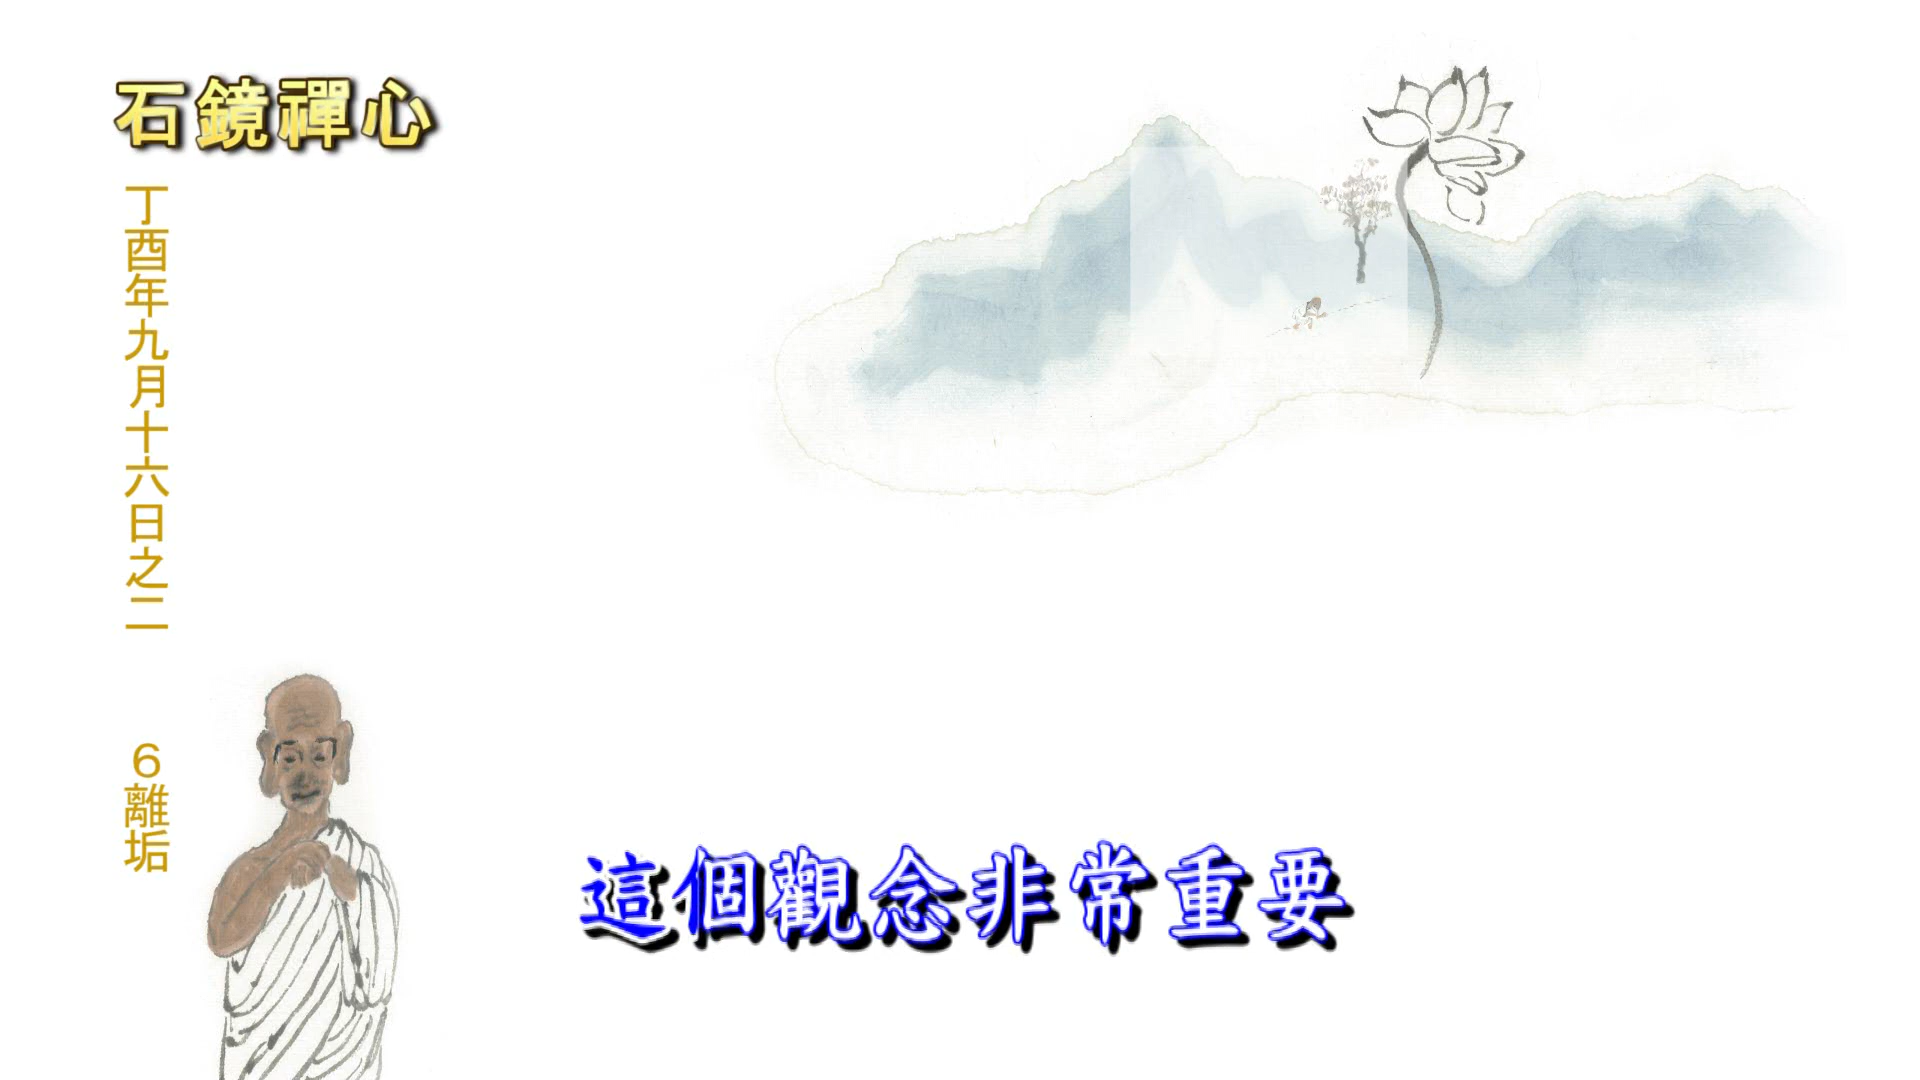 石鏡禪心
丁酉年九月十六日之二
6離垢
這個觀念非常重要